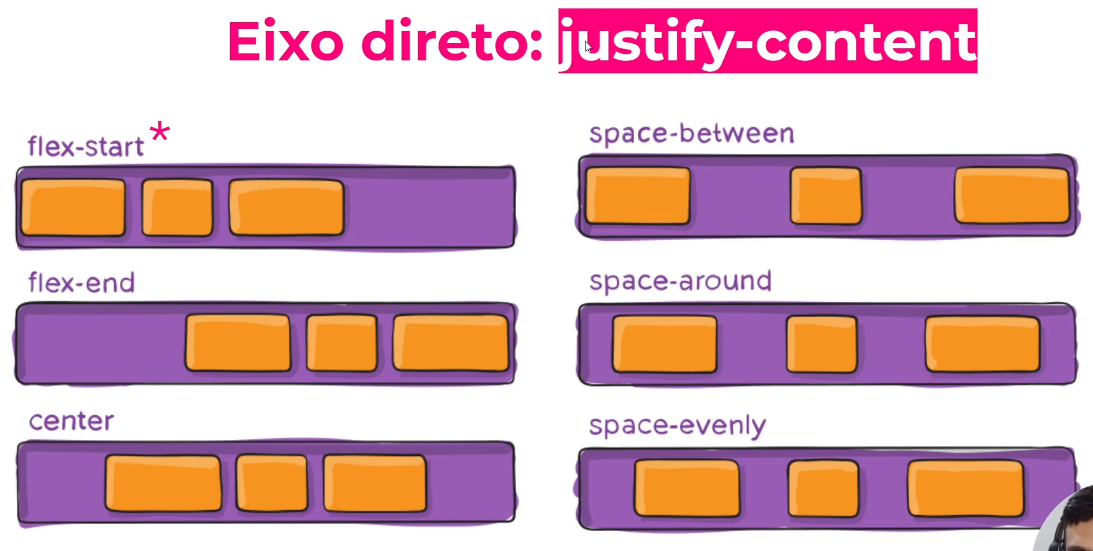 Eixo direto: justify-content
flex-start*
flex-end
center
space-between
space-around
space-evenly